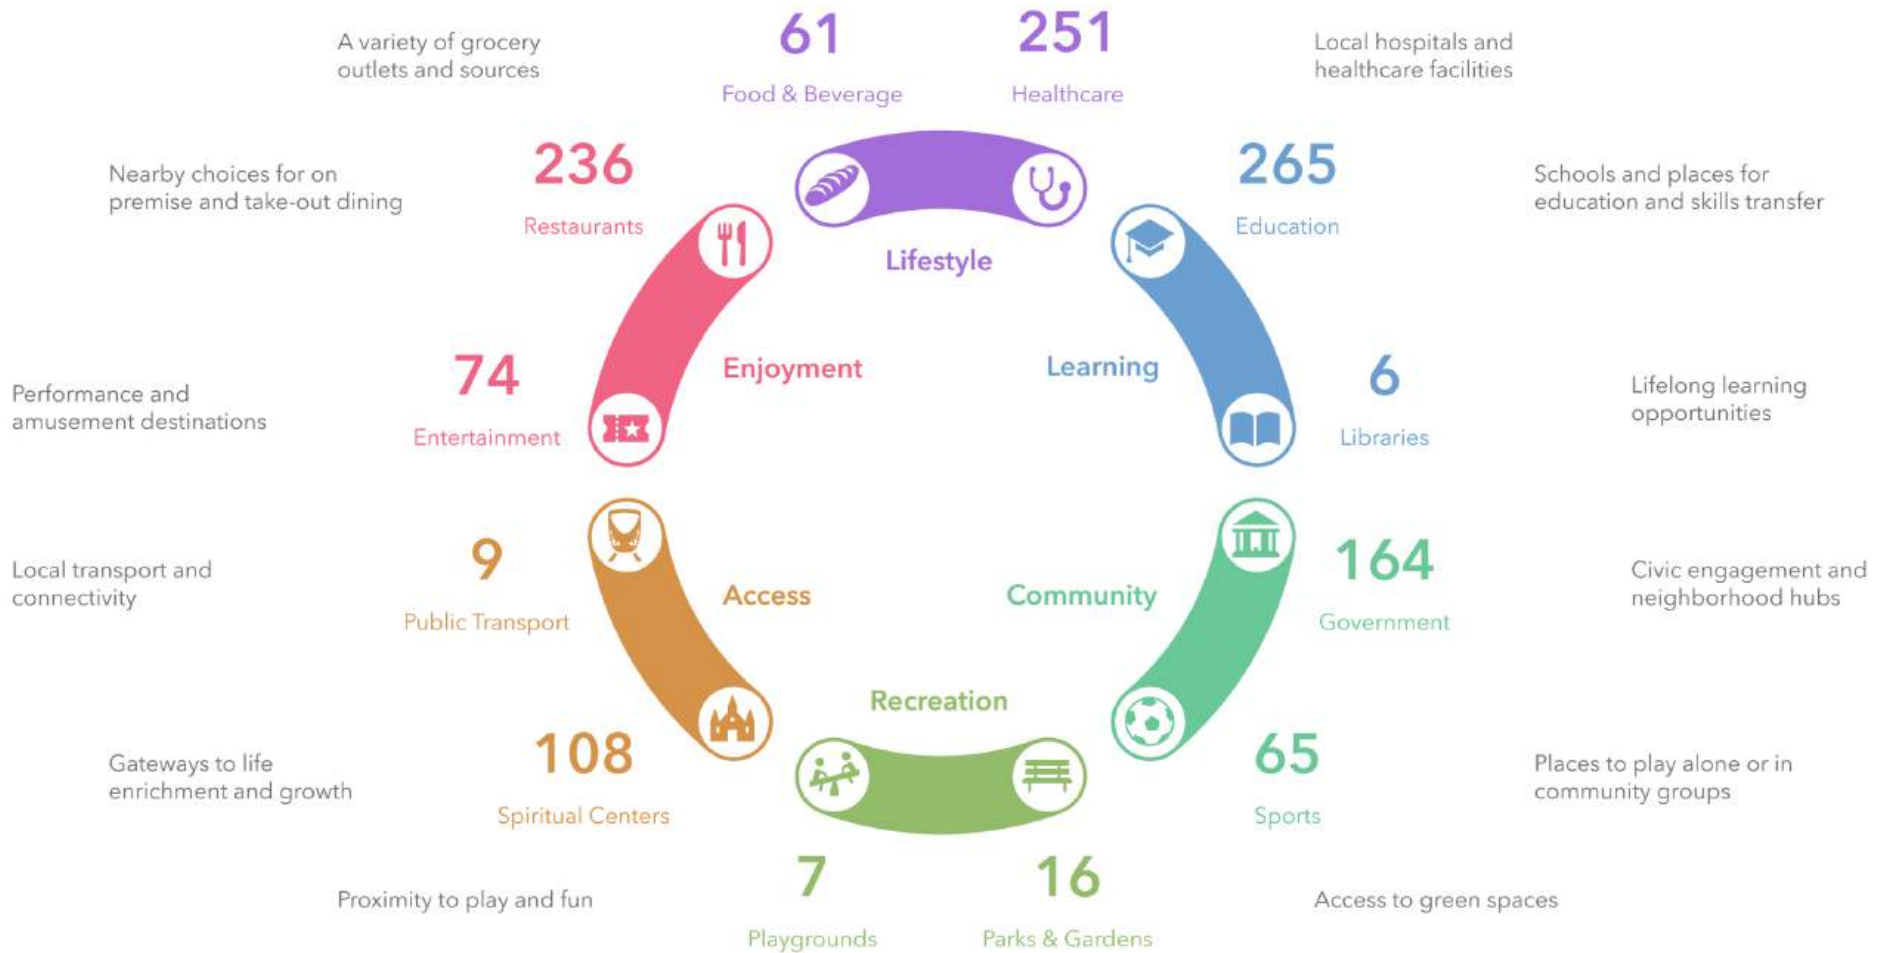 61
251
A variety of grocery
outlets and sources
Food & Beverage
Healthcare
Local hospitals and
healthcare facilities
Nearby choices for on
premise and take-out dining
236
Restaurants
Lifestyle
265
Education
Schools and places for
education and skills transfer
Performance and
amusement destinations
74
Entertainment
Enjoyment
Learning
6
Libraries
Lifelong learning
opportunities
Local transport and
connectivity
9
Public Transport
Access
Community
164
Government
Civic engagement and
neighborhood hubs
Gateways to life
enrichment and growth
108
Spiritual Centers
Recreation
65
Sports
Places to play alone or in
community groups
Proximity to play and fun
7
Playgrounds
16
Parks & Gardens
Access to green spaces